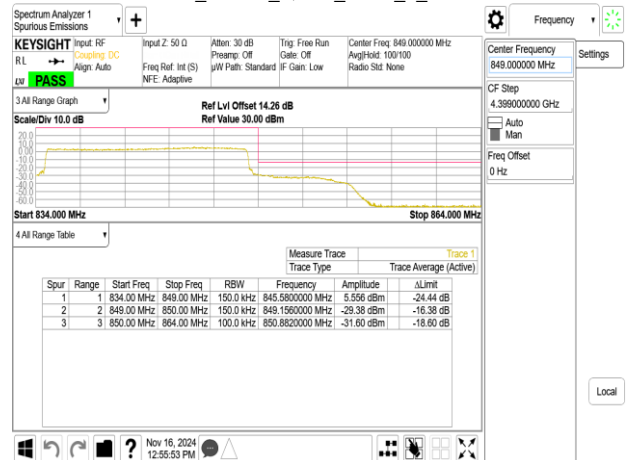 Spectrum Analyzer 1
Spurious Emissions
Frequency
KEYSIGHT Input: RF Input Z: 50 Ω Atten: 30 dB Trig: Free Run Center Freq: 849.000000 MHz
RL Coupling: DC Preamp: Off Gate: Off Avg|Hold: 100/100
Align: Auto Freq Ref: Int (S) µW Path: Standard IF Gain: Low Radio Std: None
LXI PASS NFE: Adaptive
Center Frequency
849.000000 MHz
Settings
CF Step
4.399000000 GHz
Auto
Man
Freq Offset
0 Hz
3 All Range Graph
Ref Lvl Offset 14.26 dB
Scale/Div 10.0 dB Ref Value 30.00 dBm
20.0
10.0
0.00
-10.0
-20.0
-30.0
-40.0
-50.0
-60.0
Start 834.000 MHz Stop 864.000 MHz
4 All Range Table
Measure Trace Trace 1
Trace Type Trace Average (Active)
Spur Range Start Freq Stop Freq RBW Frequency Amplitude ΔLimit
1 1 834.00 MHz 849.00 MHz 150.0 kHz 845.5800000 MHz 5.556 dBm -24.44 dB
2 2 849.00 MHz 850.00 MHz 150.0 kHz 849.1560000 MHz -29.38 dBm -16.38 dB
3 3 850.00 MHz 864.00 MHz 100.0 kHz 850.8820000 MHz -31.60 dBm -18.60 dB
Local
? Nov 16, 2024
12:55:53 PM